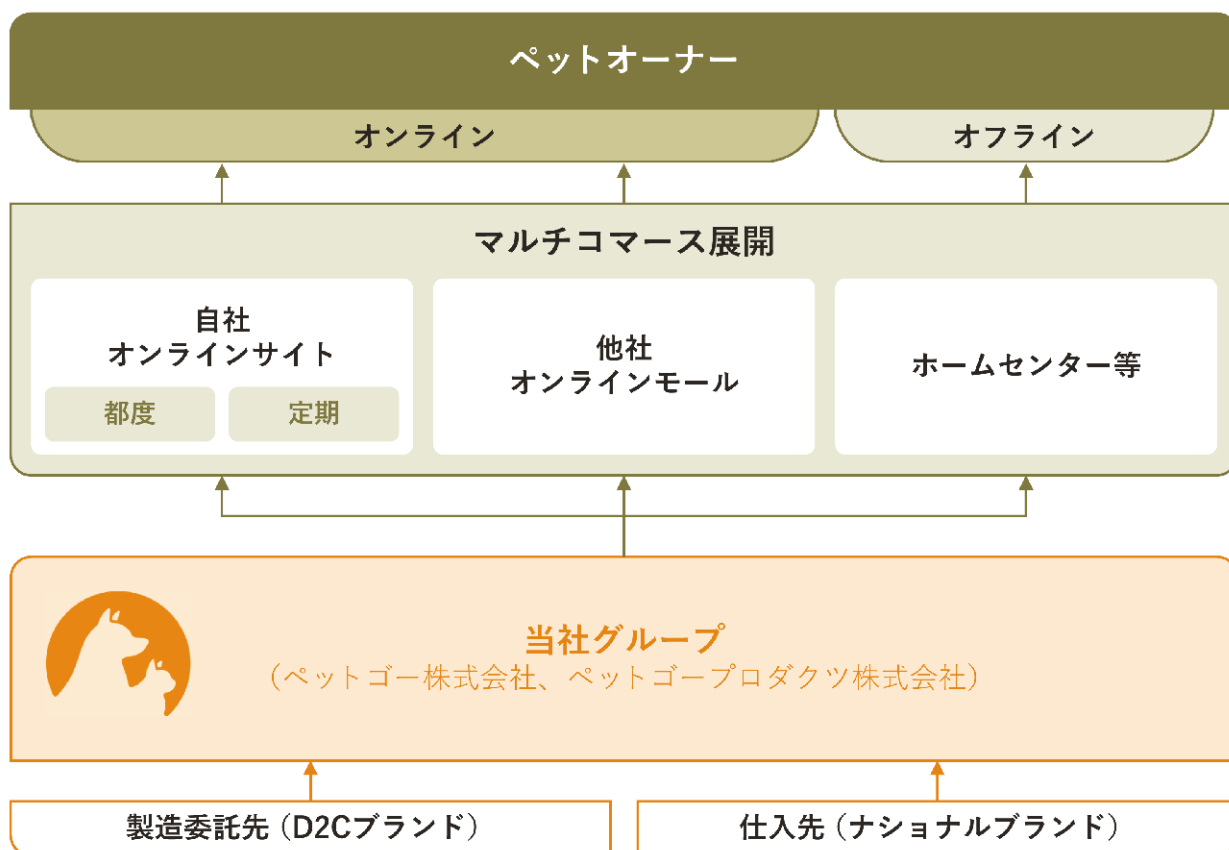 ペットオーナー
オンライン
オフライン
マルチコマース展開
自社
オンラインサイト
都度
定期
他社
オンラインモール
ホームセンター等
当社グループ
（ペットゴー株式会社、ペットゴープロダクツ株式会社）
製造委託先（D2Cブランド）
仕入先（ナショナルブランド）